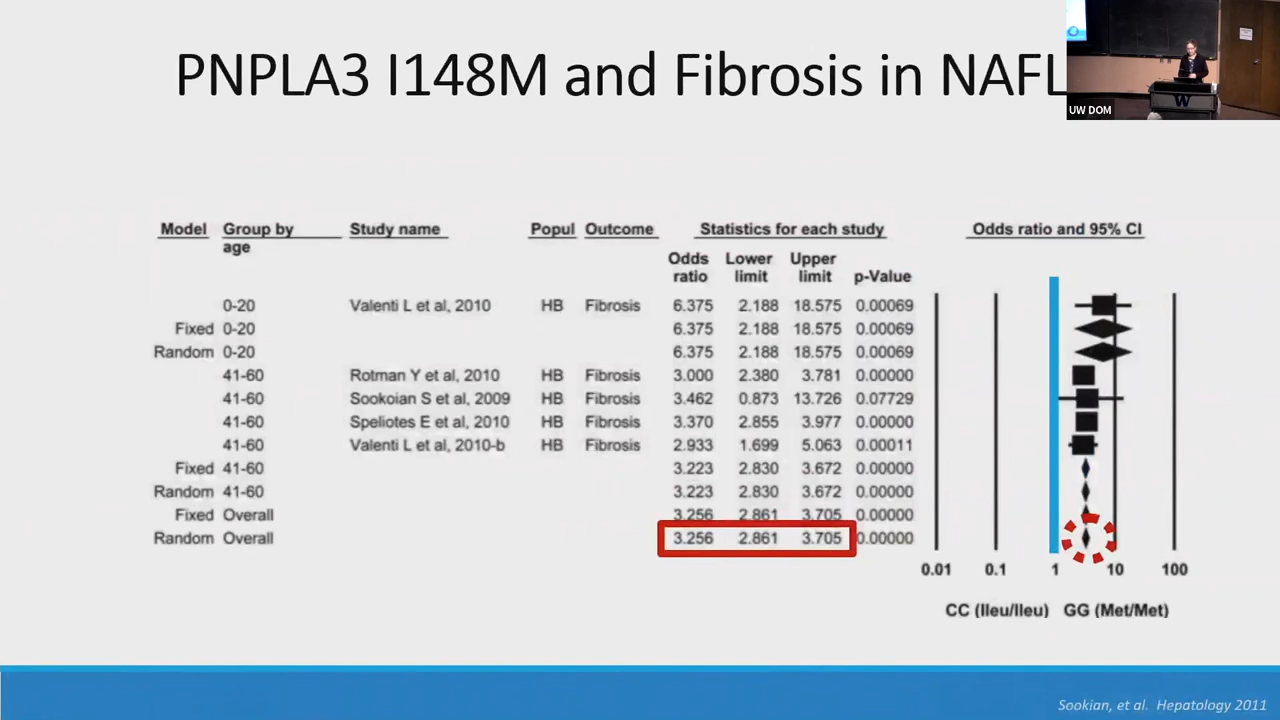 PNPLA3 I148M and Fibrosis in NAFL
UW DOM
W
Model Group by age Study name Popul Outcome Statistics for each study Odds ratio and 95% CI
Odds ratio Lower limit Upper limit p-Value
0-20 Valenti L et al, 2010 HB Fibrosis 6.375 2.188 18.575 0.00069
Fixed 0-20 6.375 2.188 18.575 0.00069
Random 0-20 6.375 2.188 18.575 0.00069
41-60 Rotman Y et al, 2010 HB Fibrosis 3.000 2.380 3.781 0.00000
41-60 Sookoian S et al, 2009 HB Fibrosis 3.462 0.873 13.726 0.07729
41-60 Speliotes E et al, 2010 HB Fibrosis 3.370 2.855 3.977 0.00000
41-60 Valenti L et al, 2010-b HB Fibrosis 2.933 1.699 5.063 0.00011
Fixed 41-60 3.223 2.830 3.672 0.00000
Random 41-60 3.223 2.830 3.672 0.00000
Fixed Overall 3.256 2.861 3.705 0.00000
Random Overall 3.256 2.861 3.705 0.00000
0.01 0.1 1 10 100
CC (Ileu/Ileu) GG (Met/Met)
Sookian, et al. Hepatology 2011